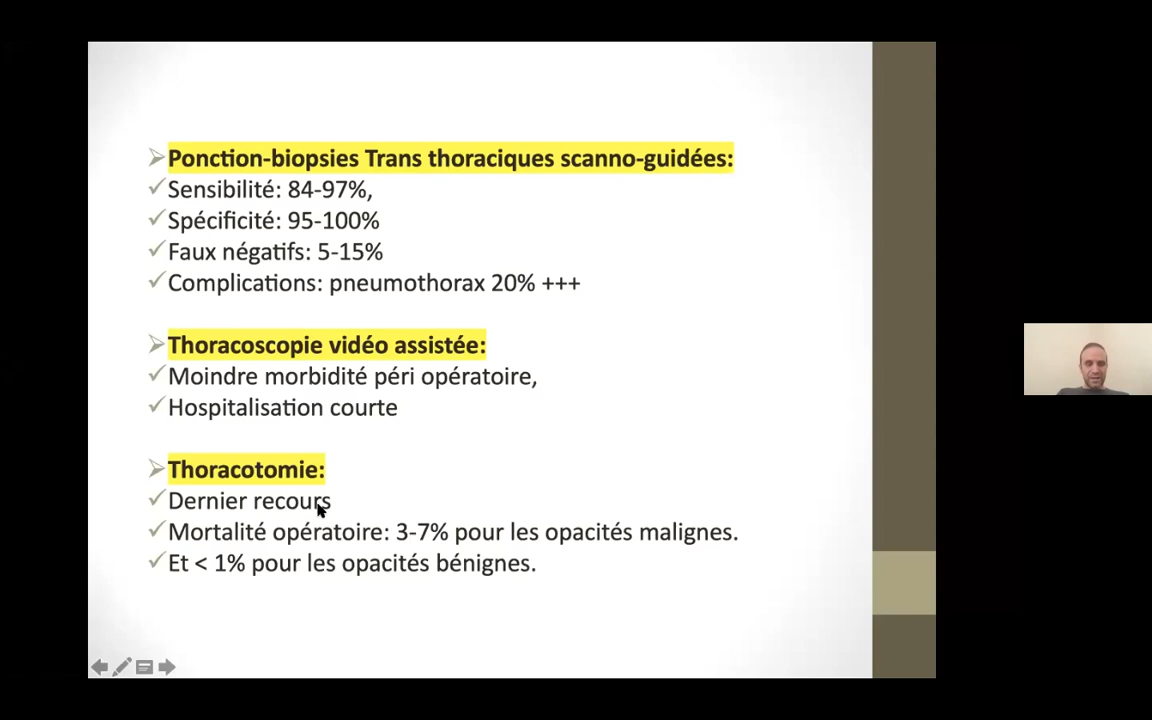 Ponction-biopsies Trans thoraciques scanno-guidées:
Sensibilité: 84-97%,
Spécificité: 95-100%
Faux négatifs: 5-15%
Complications: pneumothorax 20% +++
Thoracoscopie vidéo assistée:
Moindre morbidité péri opératoire,
Hospitalisation courte
Thoracotomie:
Dernier recours
Mortalité opératoire: 3-7% pour les opacités malignes.
Et < 1% pour les opacités bénignes.